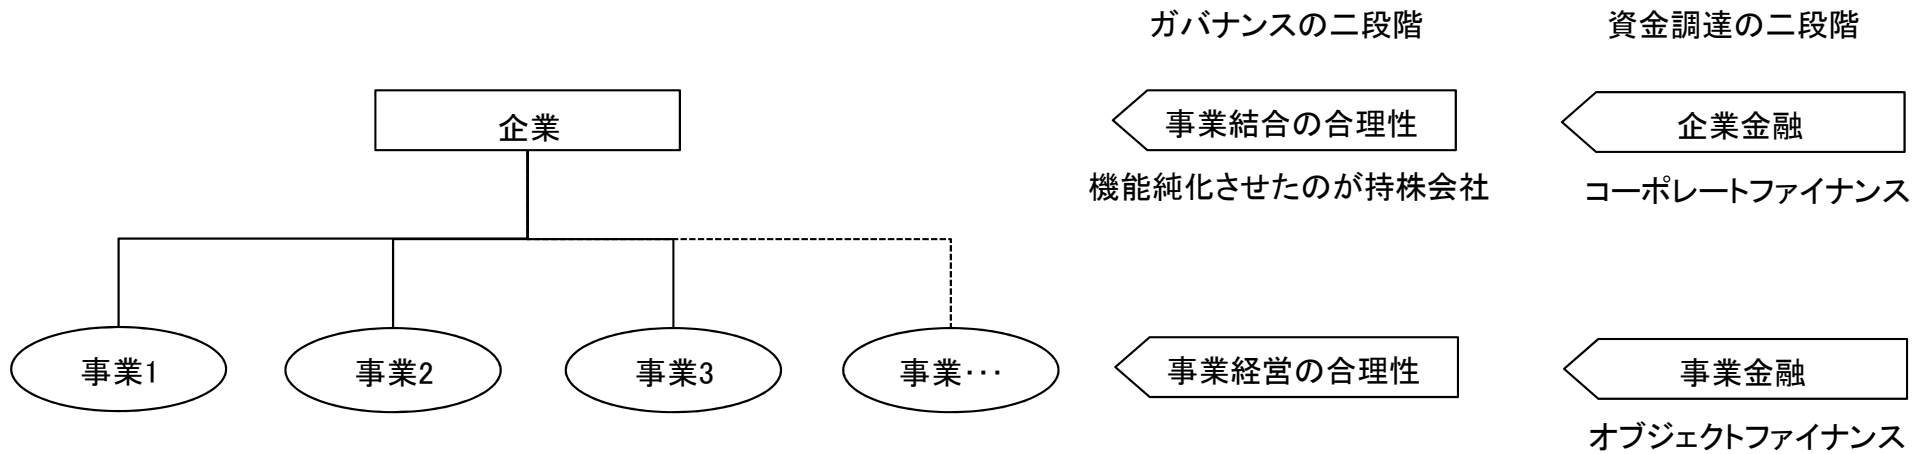 ガバナンスの二段階
資金調達の二段階
企業
事業結合の合理性
企業金融
機能純化させたのが持株会社
コーポレートファイナンス
事業1
事業2
事業3
事業･･･
事業経営の合理性
事業金融
オブジェクトファイナンス